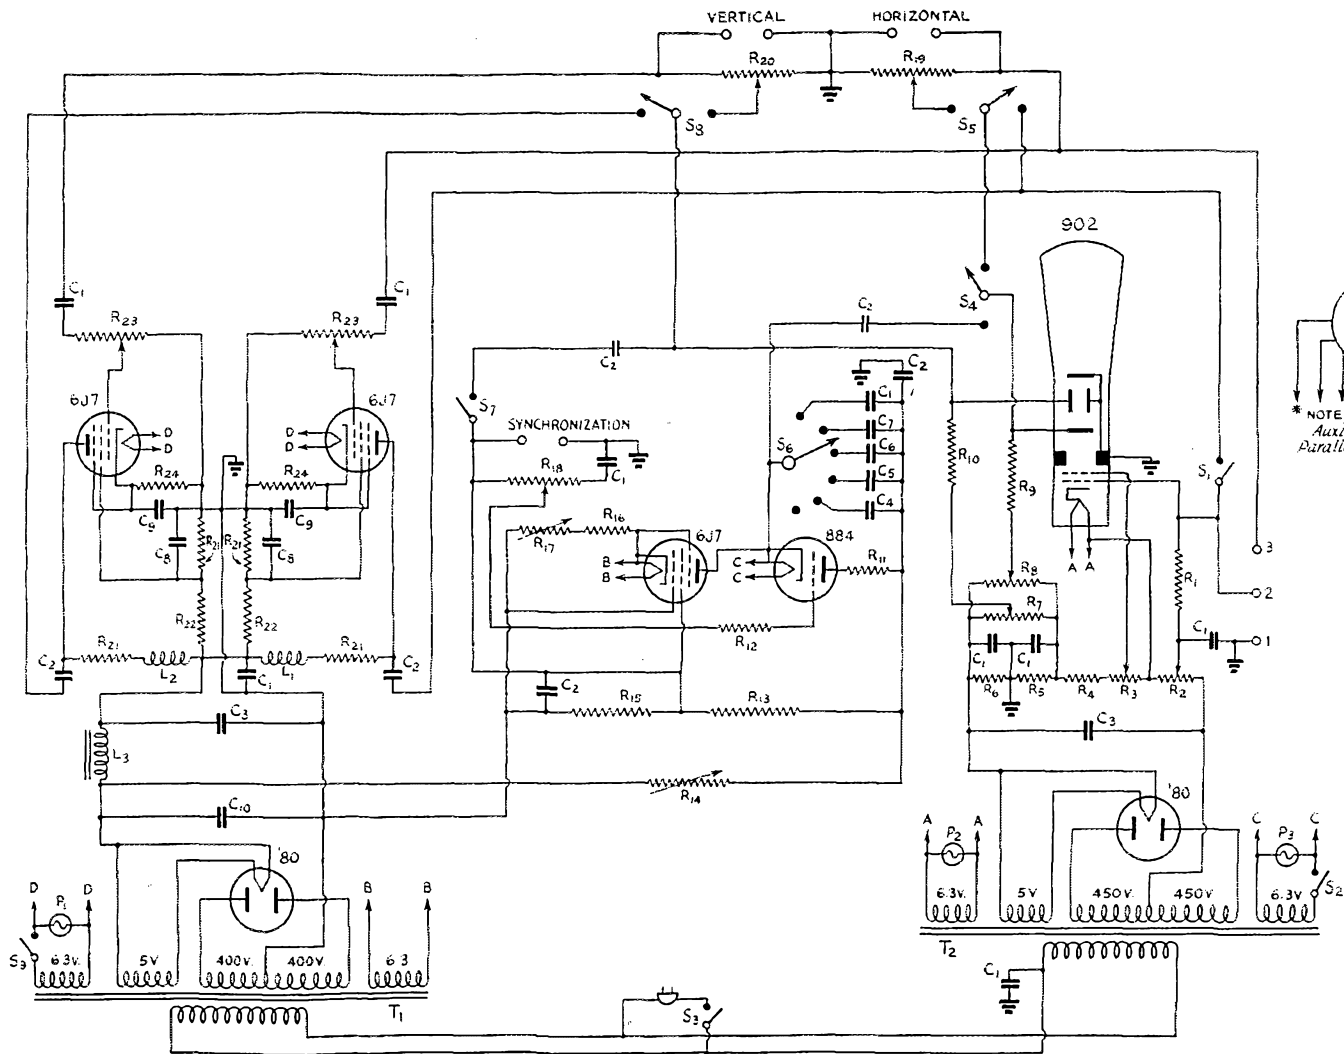 VERTICAL
HORIZONTAL
R20
R19
S8
S5
902
C1
C1
R23
R23
S4
C2
C2
C2
6J7
6J7
D
D
D
D
S7
SYNCHRONIZATION
C1
C7
C6
C5
C4
S6
R10
R9
S1
* NOTE
Auxi
Parallel
R24
R24
C9
C9
C8
C8
R21
R21
R18
C1
R17
R16
6J7
884
B
B
C
C
R11
A
A
R1
3
2
1
R22
R22
R12
R8
R7
C1
C1
C1
R21
L2
L1
R21
C2
C2
C1
C2
R15
R13
R6
R5
R4
R3
R2
C3
C3
L3
R14
C10
'80
'80
D
P1
D
B
B
A
P2
A
C
P3
C
S9
S2
6.3V.
5V
400V.
400V.
6.3
6.3V.
5V
450V.
450V.
6.3V
T1
T2
C1
S3